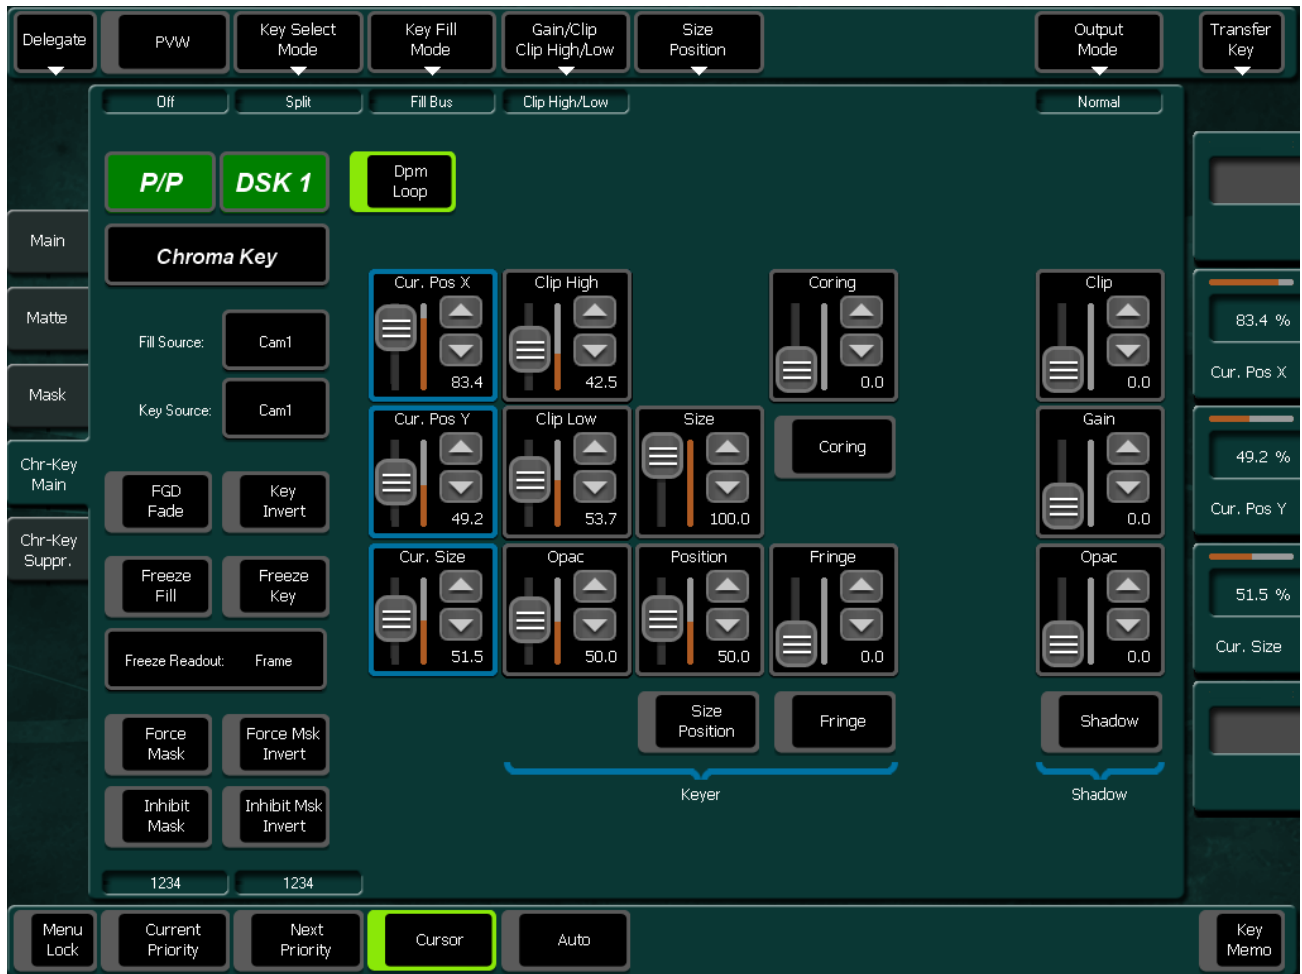 Delegate
PVW
Key Select
Mode
Key Fill
Mode
Gain/Clip
Clip High/Low
Size
Position
Output
Mode
Transfer
Key
Off
Split
Fill Bus
Clip High/Low
Normal
P/P
DSK 1
Dpm
Loop
Main
Matte
Mask
Chr-Key
Main
Chr-Key
Suppr.
Chroma Key
Fill Source:
Cam1
Key Source:
Cam1
FGD
Fade
Key
Invert
Freeze
Fill
Freeze
Key
Freeze Readout:
Frame
Force
Mask
Force Msk
Invert
Inhibit
Mask
Inhibit Msk
Invert
1234
1234
Cur. Pos X
83.4
Clip High
42.5
Coring
0.0
Clip
0.0
Cur. Pos Y
49.2
Clip Low
53.7
Size
100.0
Coring
Gain
0.0
Cur. Size
51.5
Opac
50.0
Position
50.0
Fringe
0.0
Opac
0.0
Size
Position
Fringe
Shadow
Keyer
Shadow
83.4 %
Cur. Pos X
49.2 %
Cur. Pos Y
51.5 %
Cur. Size
Menu
Lock
Current
Priority
Next
Priority
Cursor
Auto
Key
Memo